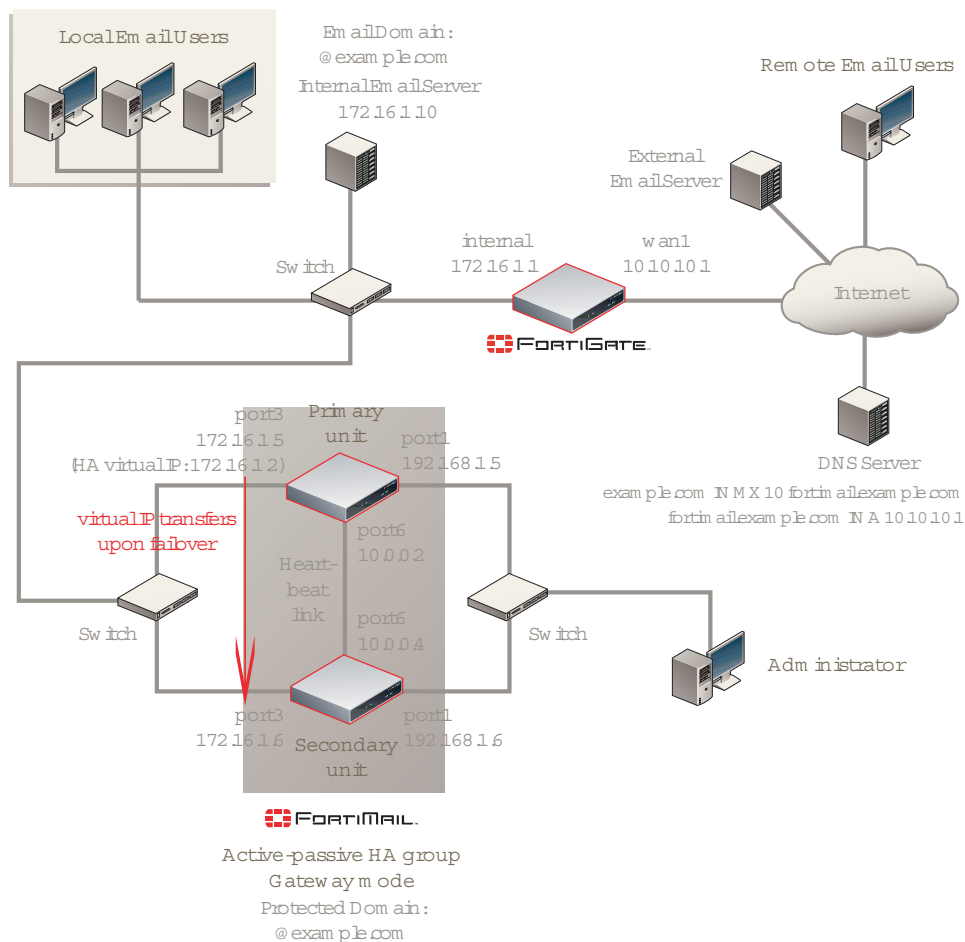 Local Email Users
Email Domain:
@example.com
Internal Email Server
172.16.1.10
Remote Email Users
External
Email Server
internal
172.16.1.1
wan1
10.10.10.1
Switch
Internet
FORTIGATE
DNS Server
example.com IN MX 10 fortimail.example.com
fortimail.example.com IN A 10.10.10.1
port3
172.16.1.5
(HA virtual IP: 172.16.1.2)
Primary
unit
port1
192.168.1.5
virtual IP transfers
upon failover
port6
10.0.0.2
Heart-
beat
link
port6
10.0.0.4
Switch
Switch
Administrator
port3
172.16.1.6
Secondary
unit
port1
192.168.1.6
FORTIMAIL
Active-passive HA group
Gateway mode
Protected Domain:
@example.com